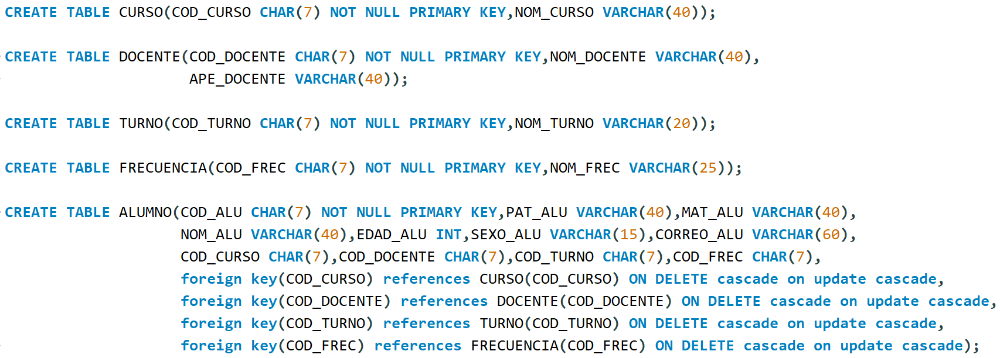 CREATE TABLE CURSO(COD_CURSO CHAR(7) NOT NULL PRIMARY KEY,NOM_CURSO VARCHAR(40));
CREATE TABLE DOCENTE(COD_DOCENTE CHAR(7) NOT NULL PRIMARY KEY,NOM_DOCENTE VARCHAR(40),
APE_DOCENTE VARCHAR(40));
CREATE TABLE TURNO(COD_TURNO CHAR(7) NOT NULL PRIMARY KEY,NOM_TURNO VARCHAR(20));
CREATE TABLE FRECUENCIA(COD_FREC CHAR(7) NOT NULL PRIMARY KEY,NOM_FREC VARCHAR(25));
CREATE TABLE ALUMNO(COD_ALU CHAR(7) NOT NULL PRIMARY KEY,PAT_ALU VARCHAR(40),MAT_ALU VARCHAR(40),
NOM_ALU VARCHAR(40),EDAD_ALU INT,SEXO_ALU VARCHAR(15),CORREO_ALU VARCHAR(60),
COD_CURSO CHAR(7),COD_DOCENTE CHAR(7),COD_TURNO CHAR(7),COD_FREC CHAR(7),
foreign key(COD_CURSO) references CURSO(COD_CURSO) ON DELETE cascade on update cascade,
foreign key(COD_DOCENTE) references DOCENTE(COD_DOCENTE) ON DELETE cascade on update cascade,
foreign key(COD_TURNO) references TURNO(COD_TURNO) ON DELETE cascade on update cascade,
foreign key(COD_FREC) references FRECUENCIA(COD_FREC) ON DELETE cascade on update cascade);